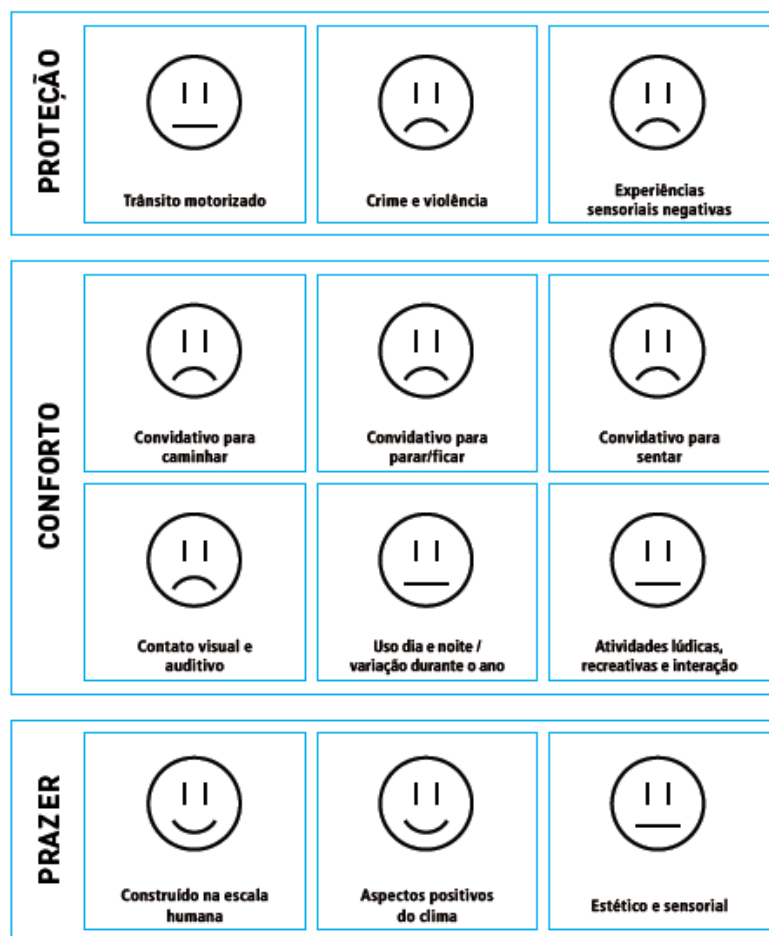 PROTEÇÃO
Trânsito motorizado
Crime e violência
Experiências
sensoriais negativas
CONFORTO
Convidativo para
caminhar
Convidativo para
parar/ficar
Convidativo para
sentar
Contato visual e
auditivo
Uso dia e noite /
variação durante o ano
Atividades lúdicas,
recreativas e interação
PRAZER
Construído na escala
humana
Aspectos positivos
do clima
Estético e sensorial